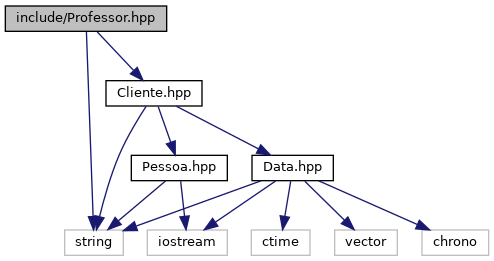 include/Professor.hpp
Cliente.hpp
Pessoa.hpp
Data.hpp
string
iostream
ctime
vector
chrono